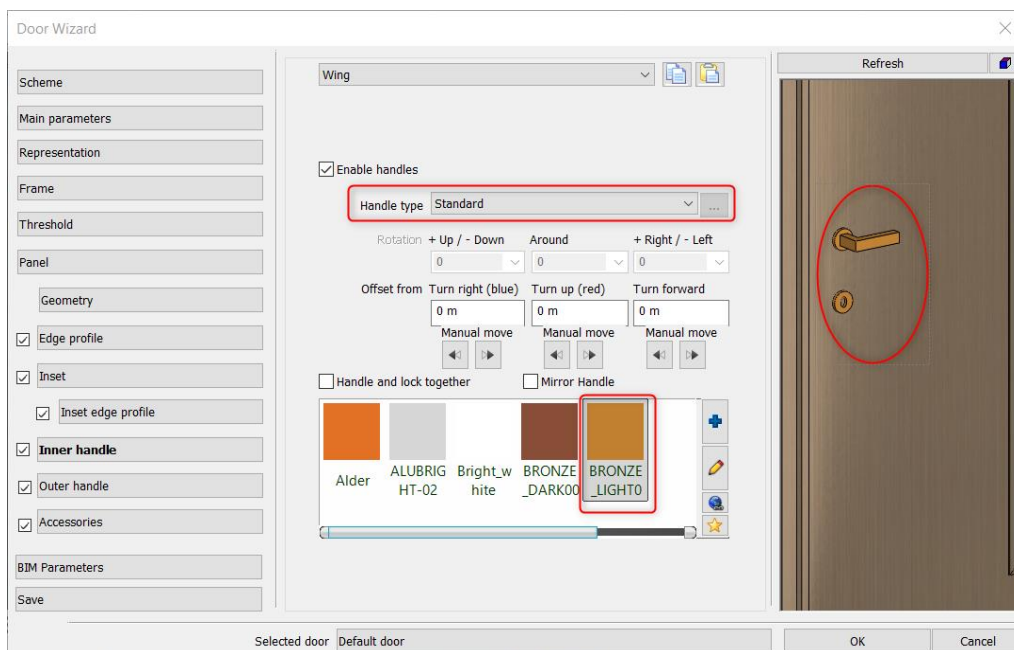 Door Wizard
Scheme
Main parameters
Representation
Frame
Threshold
Panel
Geometry
Edge profile
Inset
Inset edge profile
Inner handle
Outer handle
Accessories
BIM Parameters
Save
Wing
Enable handles
Handle type Standard ...
Rotation + Up / - Down Around + Right / - Left
0 0 0
Offset from Turn right (blue) Turn up (red) Turn forward
0 m 0 m 0 m
Manual move Manual move Manual move
Handle and lock together Mirror Handle
Alder
ALUBRIG
HT-02
Bright_w
hite
BRONZE
_DARK00
BRONZE
_LIGHT0
Refresh
Selected door Default door
OK Cancel